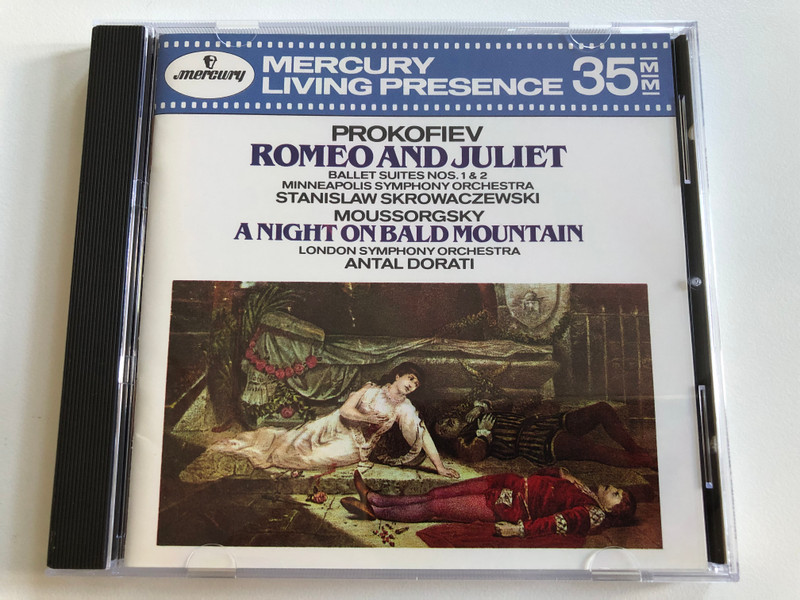 mercury
MERCURY
LIVING PRESENCE
35MM
PROKOFIEV
ROMEO AND JULIET
BALLET SUITES NOS. 1 & 2
MINNEAPOLIS SYMPHONY ORCHESTRA
STANISLAW SKROWACZEWSKI
MOUSSORGSKY
A NIGHT ON BALD MOUNTAIN
LONDON SYMPHONY ORCHESTRA
ANTAL DORATI